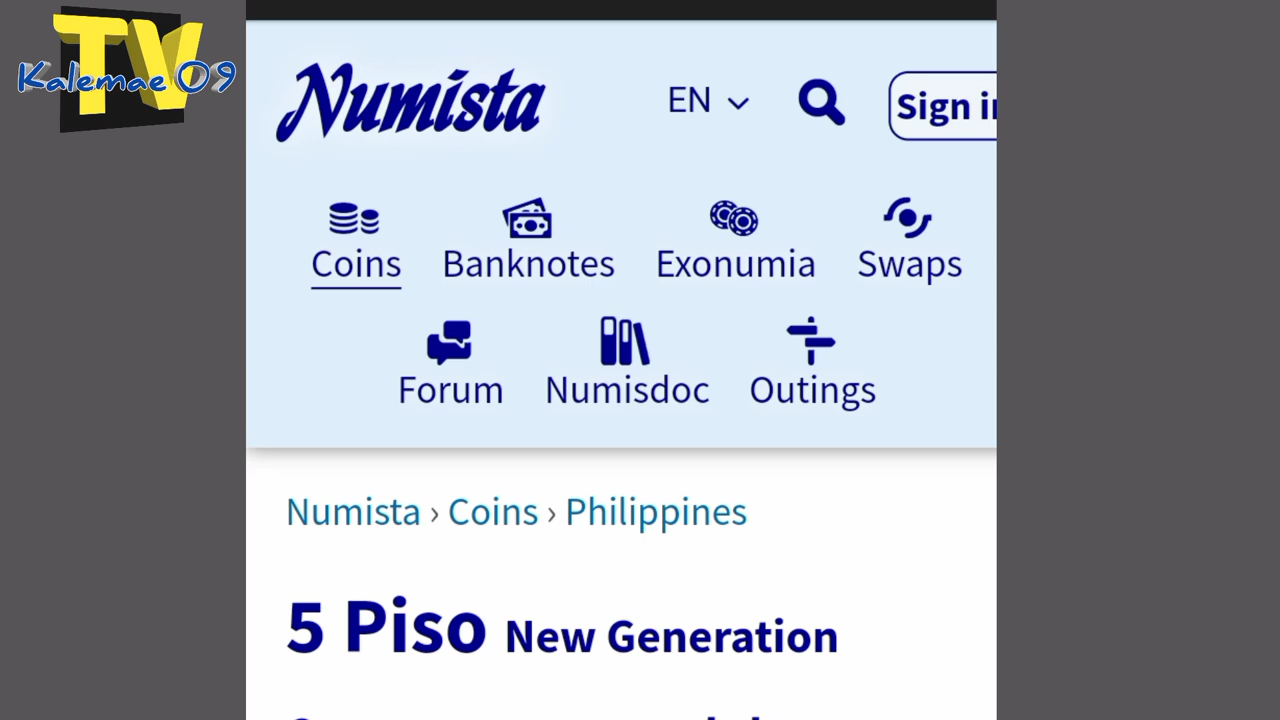 TV
Kalemae 09
Numista
EN
Sign in
Coins
Banknotes
Exonumia
Swaps
Forum
Numisdoc
Outings
Numista › Coins › Philippines
5 Piso New Generation